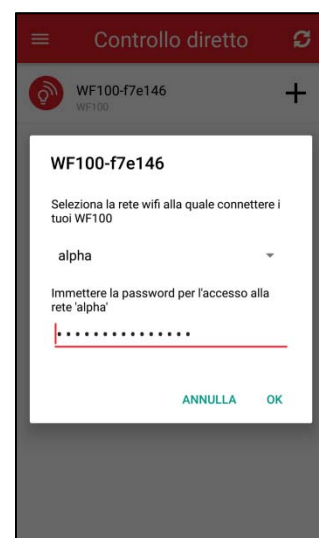 Controllo diretto
WF100-f7e146
WF100
WF100-f7e146
Seleziona la rete wifi alla quale connettere i
tuoi WF100
alpha
Immettere la password per l'accesso alla
rete 'alpha'
• • • • • • • • • • • • • • •
ANNULLA OK